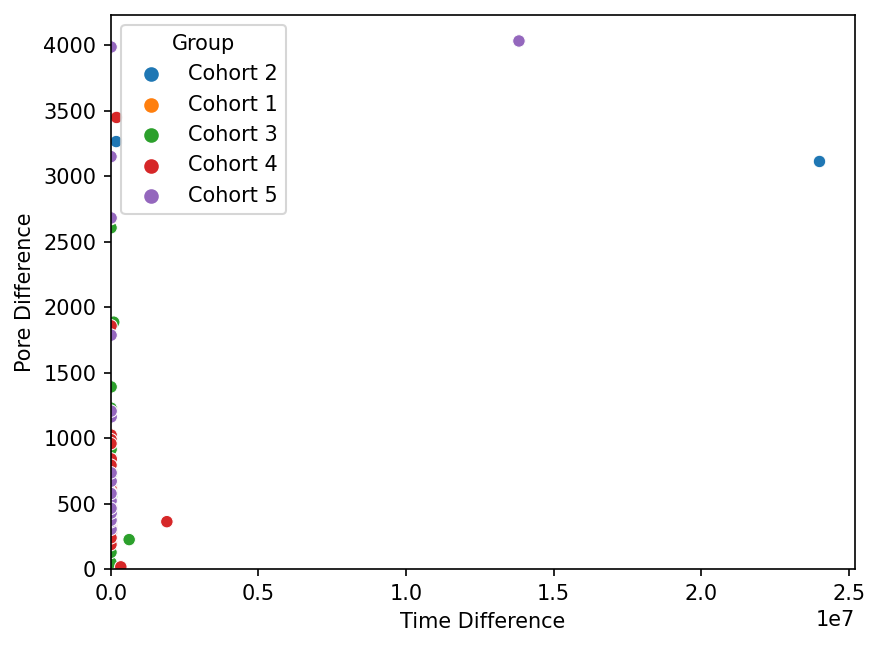 Group
Cohort 2
Cohort 1
Cohort 3
Cohort 4
Cohort 5
Pore Difference
4000
3500
3000
2500
2000
1500
1000
500
0
0.0 0.5 1.0 1.5 2.0 2.5
1e7
Time Difference